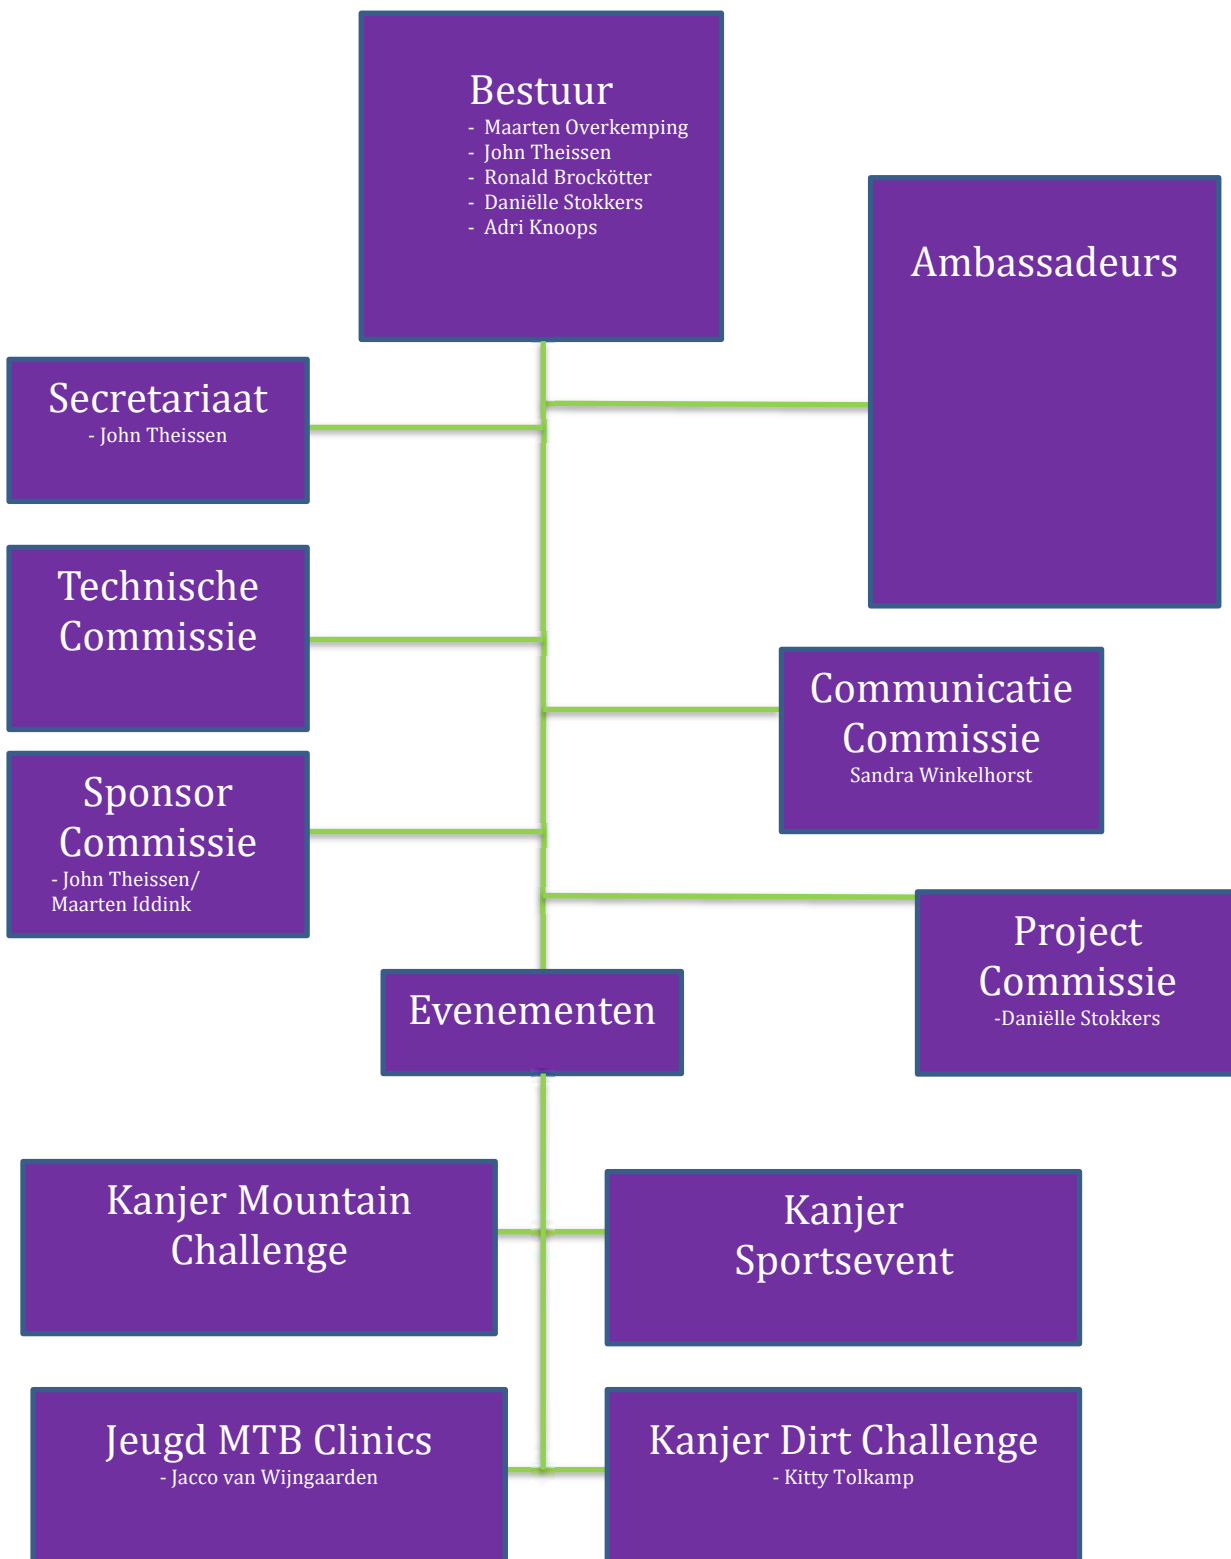 Bestuur
- Maarten Overkemping
- John Theissen
- Ronald Brockötter
- Daniëlle Stokkers
- Adri Knoops
Ambassadeurs
Secretariaat
- John Theissen
Technische
Commissie
Communicatie
Commissie
Sandra Winkelhorst
Sponsor
Commissie
- John Theissen/
Maarten Iddink
Project
Commissie
-Daniëlle Stokkers
Evenementen
Kanjer Mountain
Challenge
Kanjer
Sportsevent
Jeugd MTB Clinics
- Jacco van Wijngaarden
Kanjer Dirt Challenge
- Kitty Tolkamp